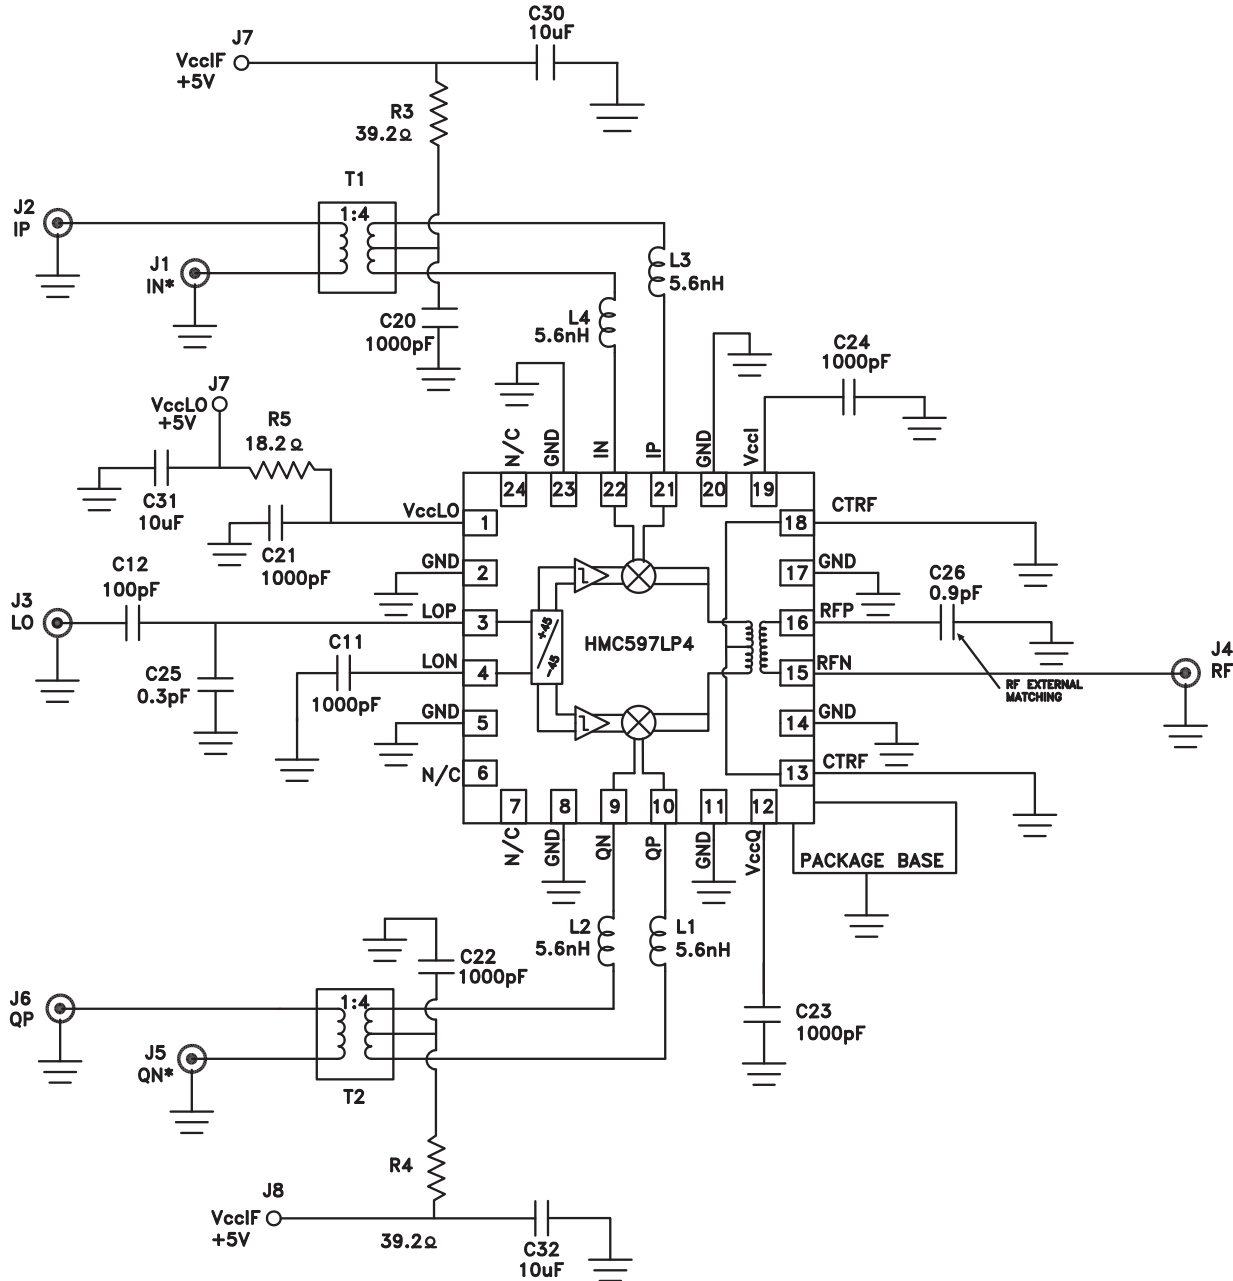 C30
10uF
J7
VccIF
+5V
R3
39.2Ω
T1
1:4
J2
IP
J1
IN*
L3
5.6nH
L4
5.6nH
C20
1000pF
C24
1000pF
J7
VccLO
+5V
R5
18.2Ω
C31
10uF
C21
1000pF
N/C
GND
IN
IP
GND
VccI
24
23
22
21
20
19
VccLO
1
18
CTRF
GND
2
17
GND
C12
100pF
C26
0.9pF
J3
LO
LOP
3
16
RFP
+45
-45
HMC597LP4
C11
1000pF
LON
4
15
RFN
J4
RF
RF EXTERNAL
MATCHING
C25
0.3pF
GND
5
14
GND
N/C
6
13
CTRF
7
8
9
10
11
12
N/C
GND
QN
QP
GND
VccQ
PACKAGE BASE
L2
5.6nH
L1
5.6nH
C22
1000pF
J6
QP
1:4
C23
1000pF
J5
QN*
T2
R4
J8
VccIF
+5V
39.2Ω
C32
10uF